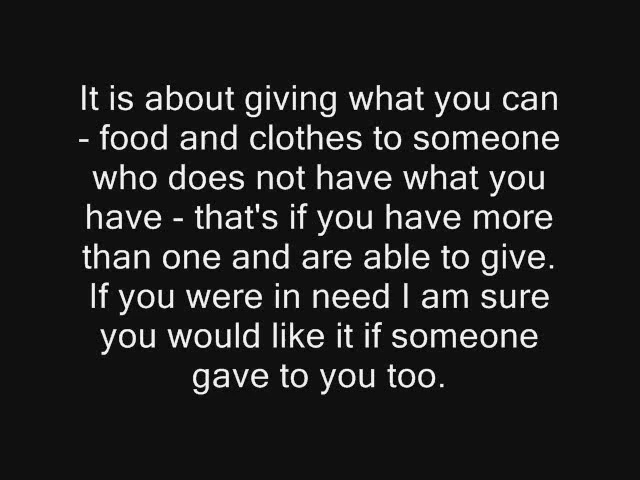 It is about giving what you can
- food and clothes to someone
who does not have what you
have - that's if you have more
than one and are able to give.
If you were in need I am sure
you would like it if someone
gave to you too.